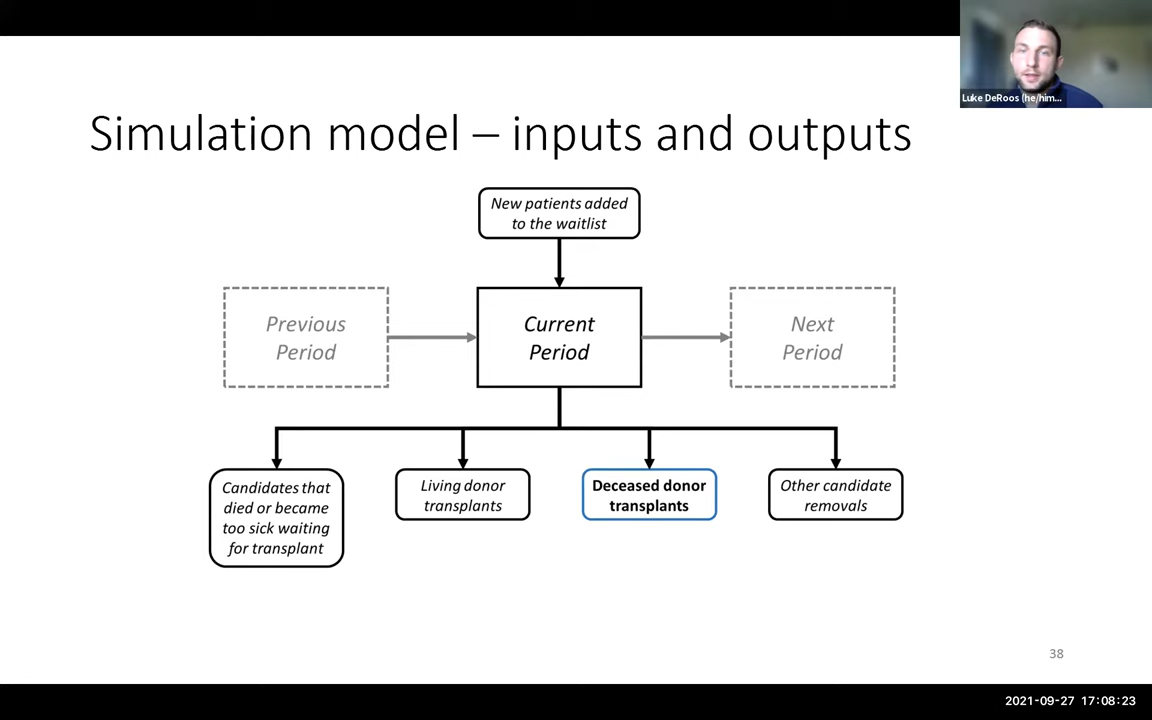 Luke DeRoos (he/him...
Simulation model – inputs and outputs
New patients added
to the waitlist
Previous
Period
Current
Period
Next
Period
Candidates that
died or became
too sick waiting
for transplant
Living donor
transplants
Deceased donor
transplants
Other candidate
removals
38
2021-09-27 17:08:23